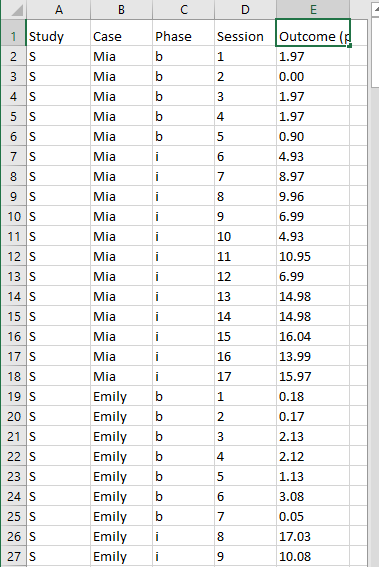 A B C D E
1 Study Case Phase Session Outcome (p
2 S Mia b 1 1.97
3 S Mia b 2 0.00
4 S Mia b 3 1.97
5 S Mia b 4 1.97
6 S Mia b 5 0.90
7 S Mia i 6 4.93
8 S Mia i 7 8.97
9 S Mia i 8 9.96
10 S Mia i 9 6.99
11 S Mia i 10 4.93
12 S Mia i 11 10.95
13 S Mia i 12 6.99
14 S Mia i 13 14.98
15 S Mia i 14 14.98
16 S Mia i 15 16.04
17 S Mia i 16 13.99
18 S Mia i 17 15.97
19 S Emily b 1 0.18
20 S Emily b 2 0.17
21 S Emily b 3 2.13
22 S Emily b 4 2.12
23 S Emily b 5 1.13
24 S Emily b 6 3.08
25 S Emily b 7 0.05
26 S Emily i 8 17.03
27 S Emily i 9 10.08